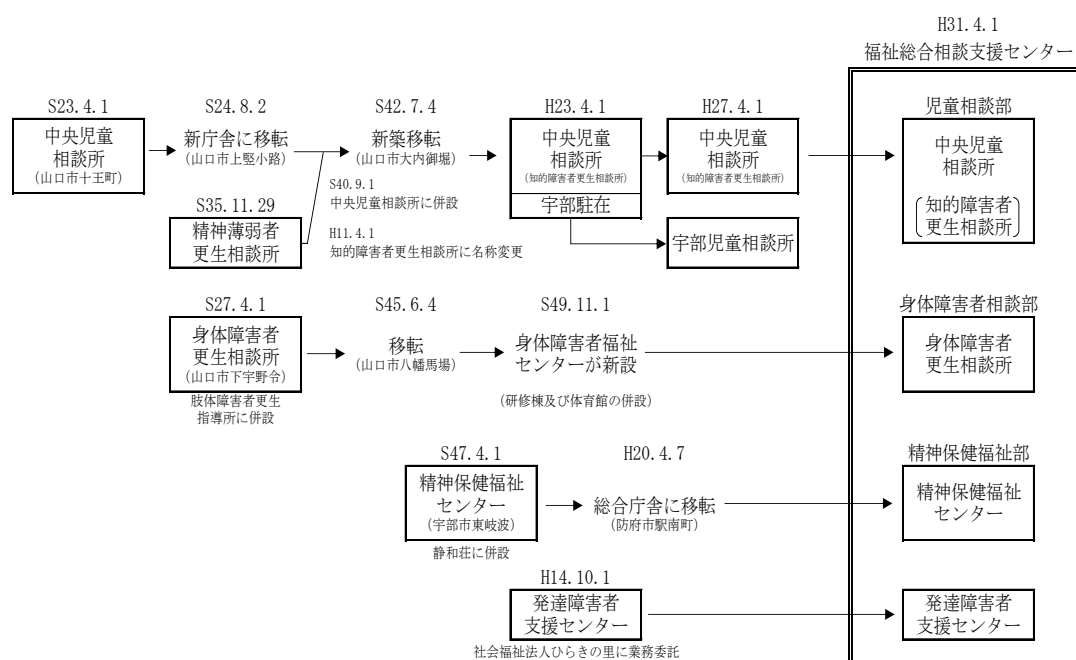 H31.4.1
福祉総合相談支援センター
S23.4.1
中央児童
相談所
(山口市十王町)
S24.8.2
新庁舎に移転
(山口市上竪小路)
S42.7.4
新築移転
(山口市大内御堀)
S40.9.1
中央児童相談所に併設
H11.4.1
知的障害者更生相談所に名称変更
S35.11.29
精神薄弱者
更生相談所
H23.4.1
中央児童
相談所
(知的障害者更生相談所)
宇部駐在
H27.4.1
中央児童
相談所
(知的障害者更生相談所)
宇部児童相談所
児童相談部
中央児童
相談所
(知的障害者
更生相談所)
S27.4.1
身体障害者
更生相談所
(山口市下宇野令)
肢体障害者更生
指導所に併設
S45.6.4
移転
(山口市八幡馬場)
S49.11.1
身体障害者福祉
センターが新設
(研修棟及び体育館の併設)
身体障害者相談部
身体障害者
更生相談所
S47.4.1
精神保健福祉
センター
(宇部市東岐波)
静和荘に併設
H20.4.7
総合庁舎に移転
(防府市駅南町)
精神保健福祉部
精神保健福祉
センター
H14.10.1
発達障害者
支援センター
社会福祉法人ひらきの里に業務委託
発達障害者
支援センター